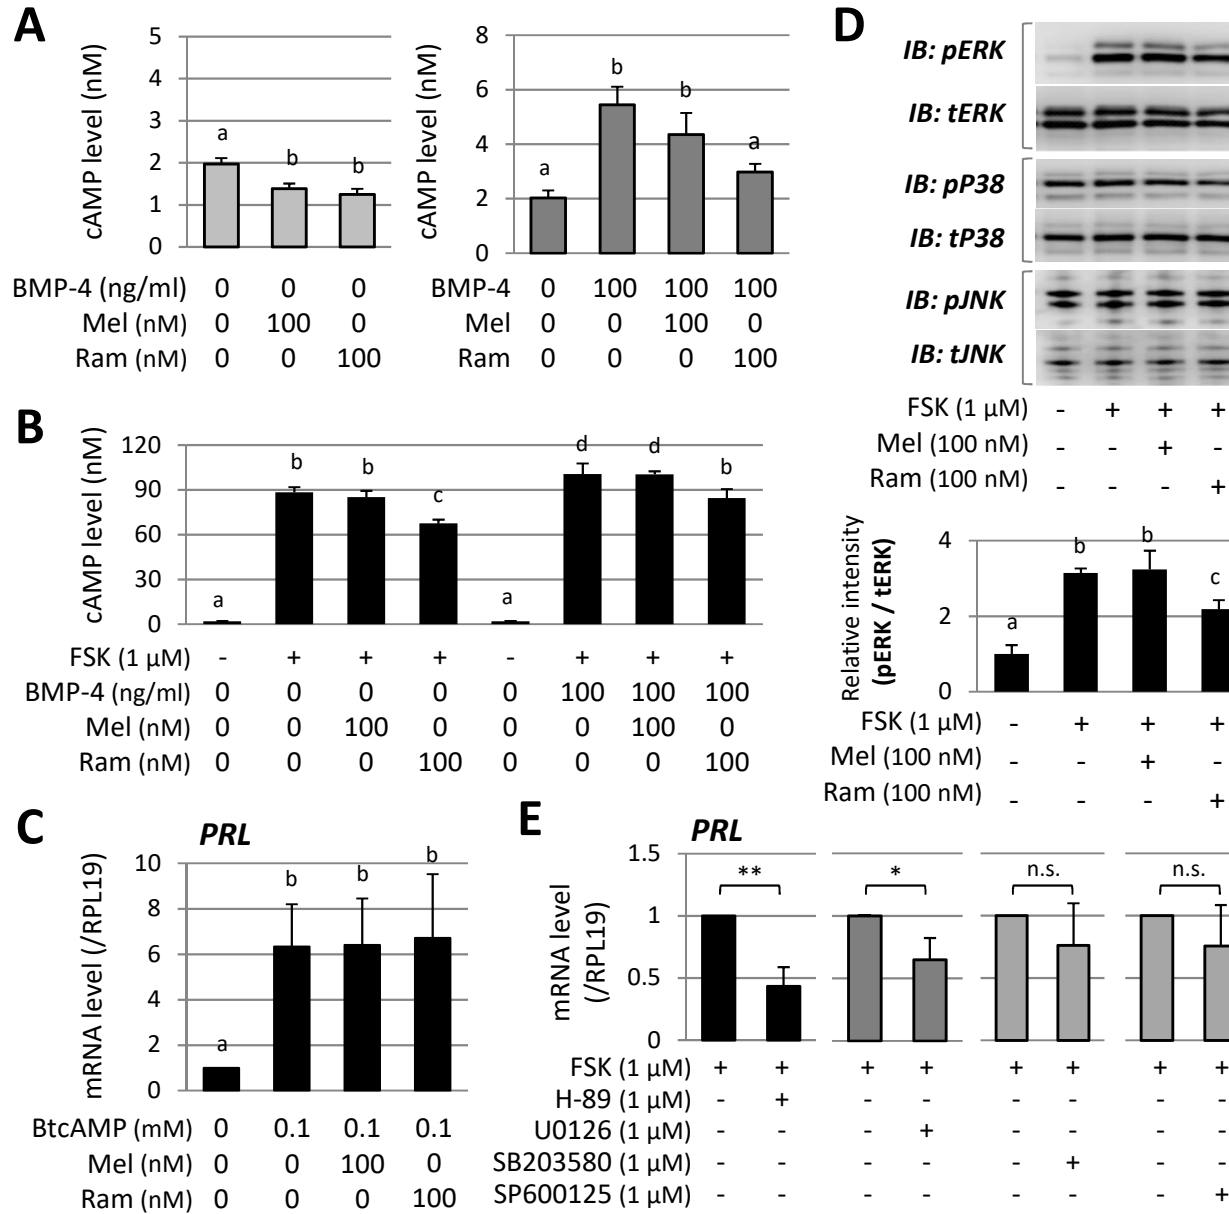 A
cAMP level (nM)
5
4
3
2
1
0
a
b
b
BMP-4 (ng/ml) 0 0 0
Mel (nM) 0 100 0
Ram (nM) 0 0 100
cAMP level (nM)
8
6
4
2
0
a
b
b
a
BMP-4 0 100 100 100
Mel 0 0 100 0
Ram 0 0 0 100
B
cAMP level (nM)
120
90
60
30
0
a
b
b
c
a
d
d
b
FSK (1 μM) - + + + - + + +
BMP-4 (ng/ml) 0 0 0 0 0 100 100 100
Mel (nM) 0 0 100 0 0 0 100 0
Ram (nM) 0 0 0 100 0 0 0 100
C
PRL
mRNA level (/RPL19)
10
8
6
4
2
0
a
b
b
b
BtcAMP (mM) 0 0.1 0.1 0.1
Mel (nM) 0 0 100 0
Ram (nM) 0 0 0 100
D
IB: pERK
IB: tERK
IB: pP38
IB: tP38
IB: pJNK
IB: tJNK
FSK (1 μM) - + + +
Mel (100 nM) - - + -
Ram (100 nM) - - - +
Relative intensity
(pERK / tERK)
4
2
0
a
b
b
c
FSK (1 μM) - + + +
Mel (100 nM) - - + -
Ram (100 nM) - - - +
E
PRL
mRNA level
(/RPL19)
1.5
1
0.5
0
**
*
n.s.
n.s.
FSK (1 μM) + + + + + + + +
H-89 (1 μM) - + - - - - - -
U0126 (1 μM) - - - + - - - -
SB203580 (1 μM) - - - - - + - -
SP600125 (1 μM) - - - - - - - +